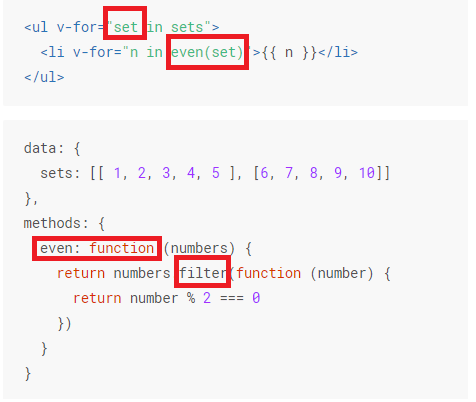 <ul v-for="set in sets">
<li v-for="n in even(set)">{{ n }}</li>
</ul>
data: {
sets: [[ 1, 2, 3, 4, 5 ], [6, 7, 8, 9, 10]]
},
methods: {
even: function (numbers) {
return numbers.filter(function (number) {
return number % 2 === 0
})
}
}